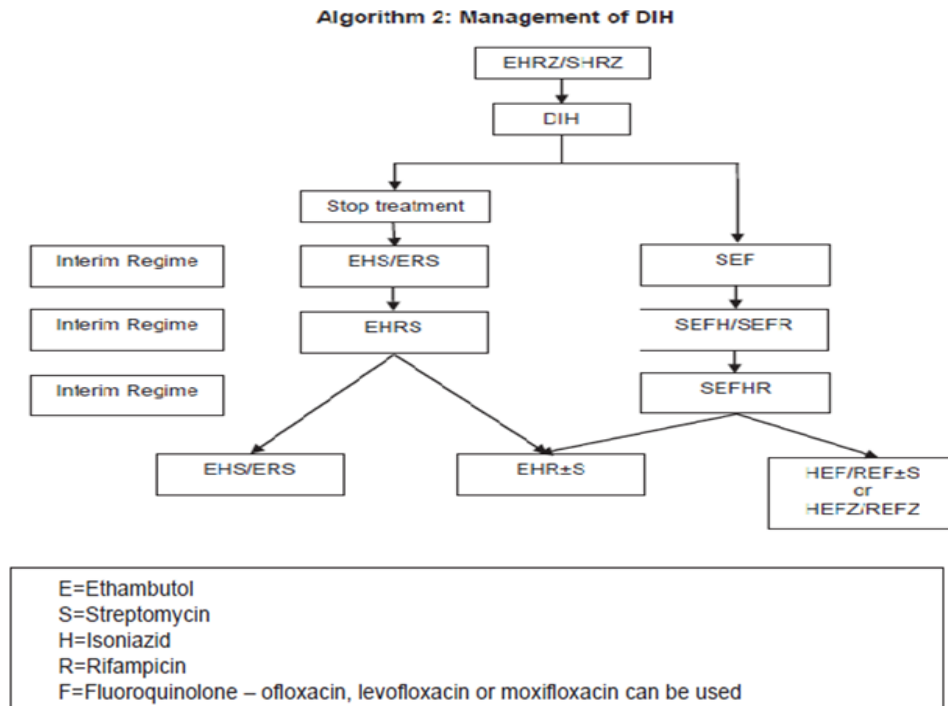 Algorithm 2: Management of DIH
EHRZ/SHRZ
DIH
Stop treatment
Interim Regime
EHS/ERS
SEF
Interim Regime
EHRS
SEFH/SEFR
Interim Regime
SEFHR
EHS/ERS
EHR±S
HEF/REF±S
or
HEFZ/REFZ
E=Ethambutol
S=Streptomycin
H=Isoniazid
R=Rifampicin
F=Fluoroquinolone – ofloxacin, levofloxacin or moxifloxacin can be used